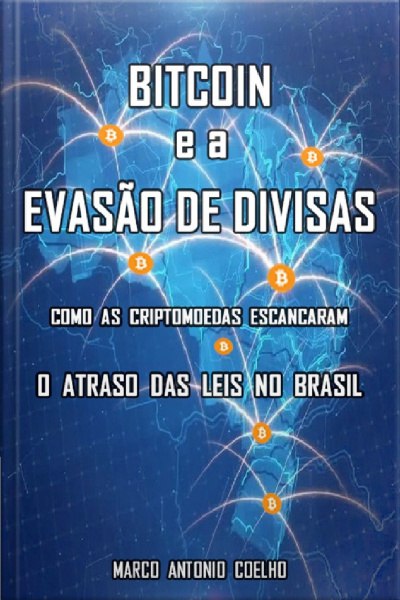 BITCOIN
e a
EVASÃO DE DIVISAS
COMO AS CRIPTOMOEDAS ESCANCARAM
O ATRASO DAS LEIS NO BRASIL
MARCO ANTONIO COELHO